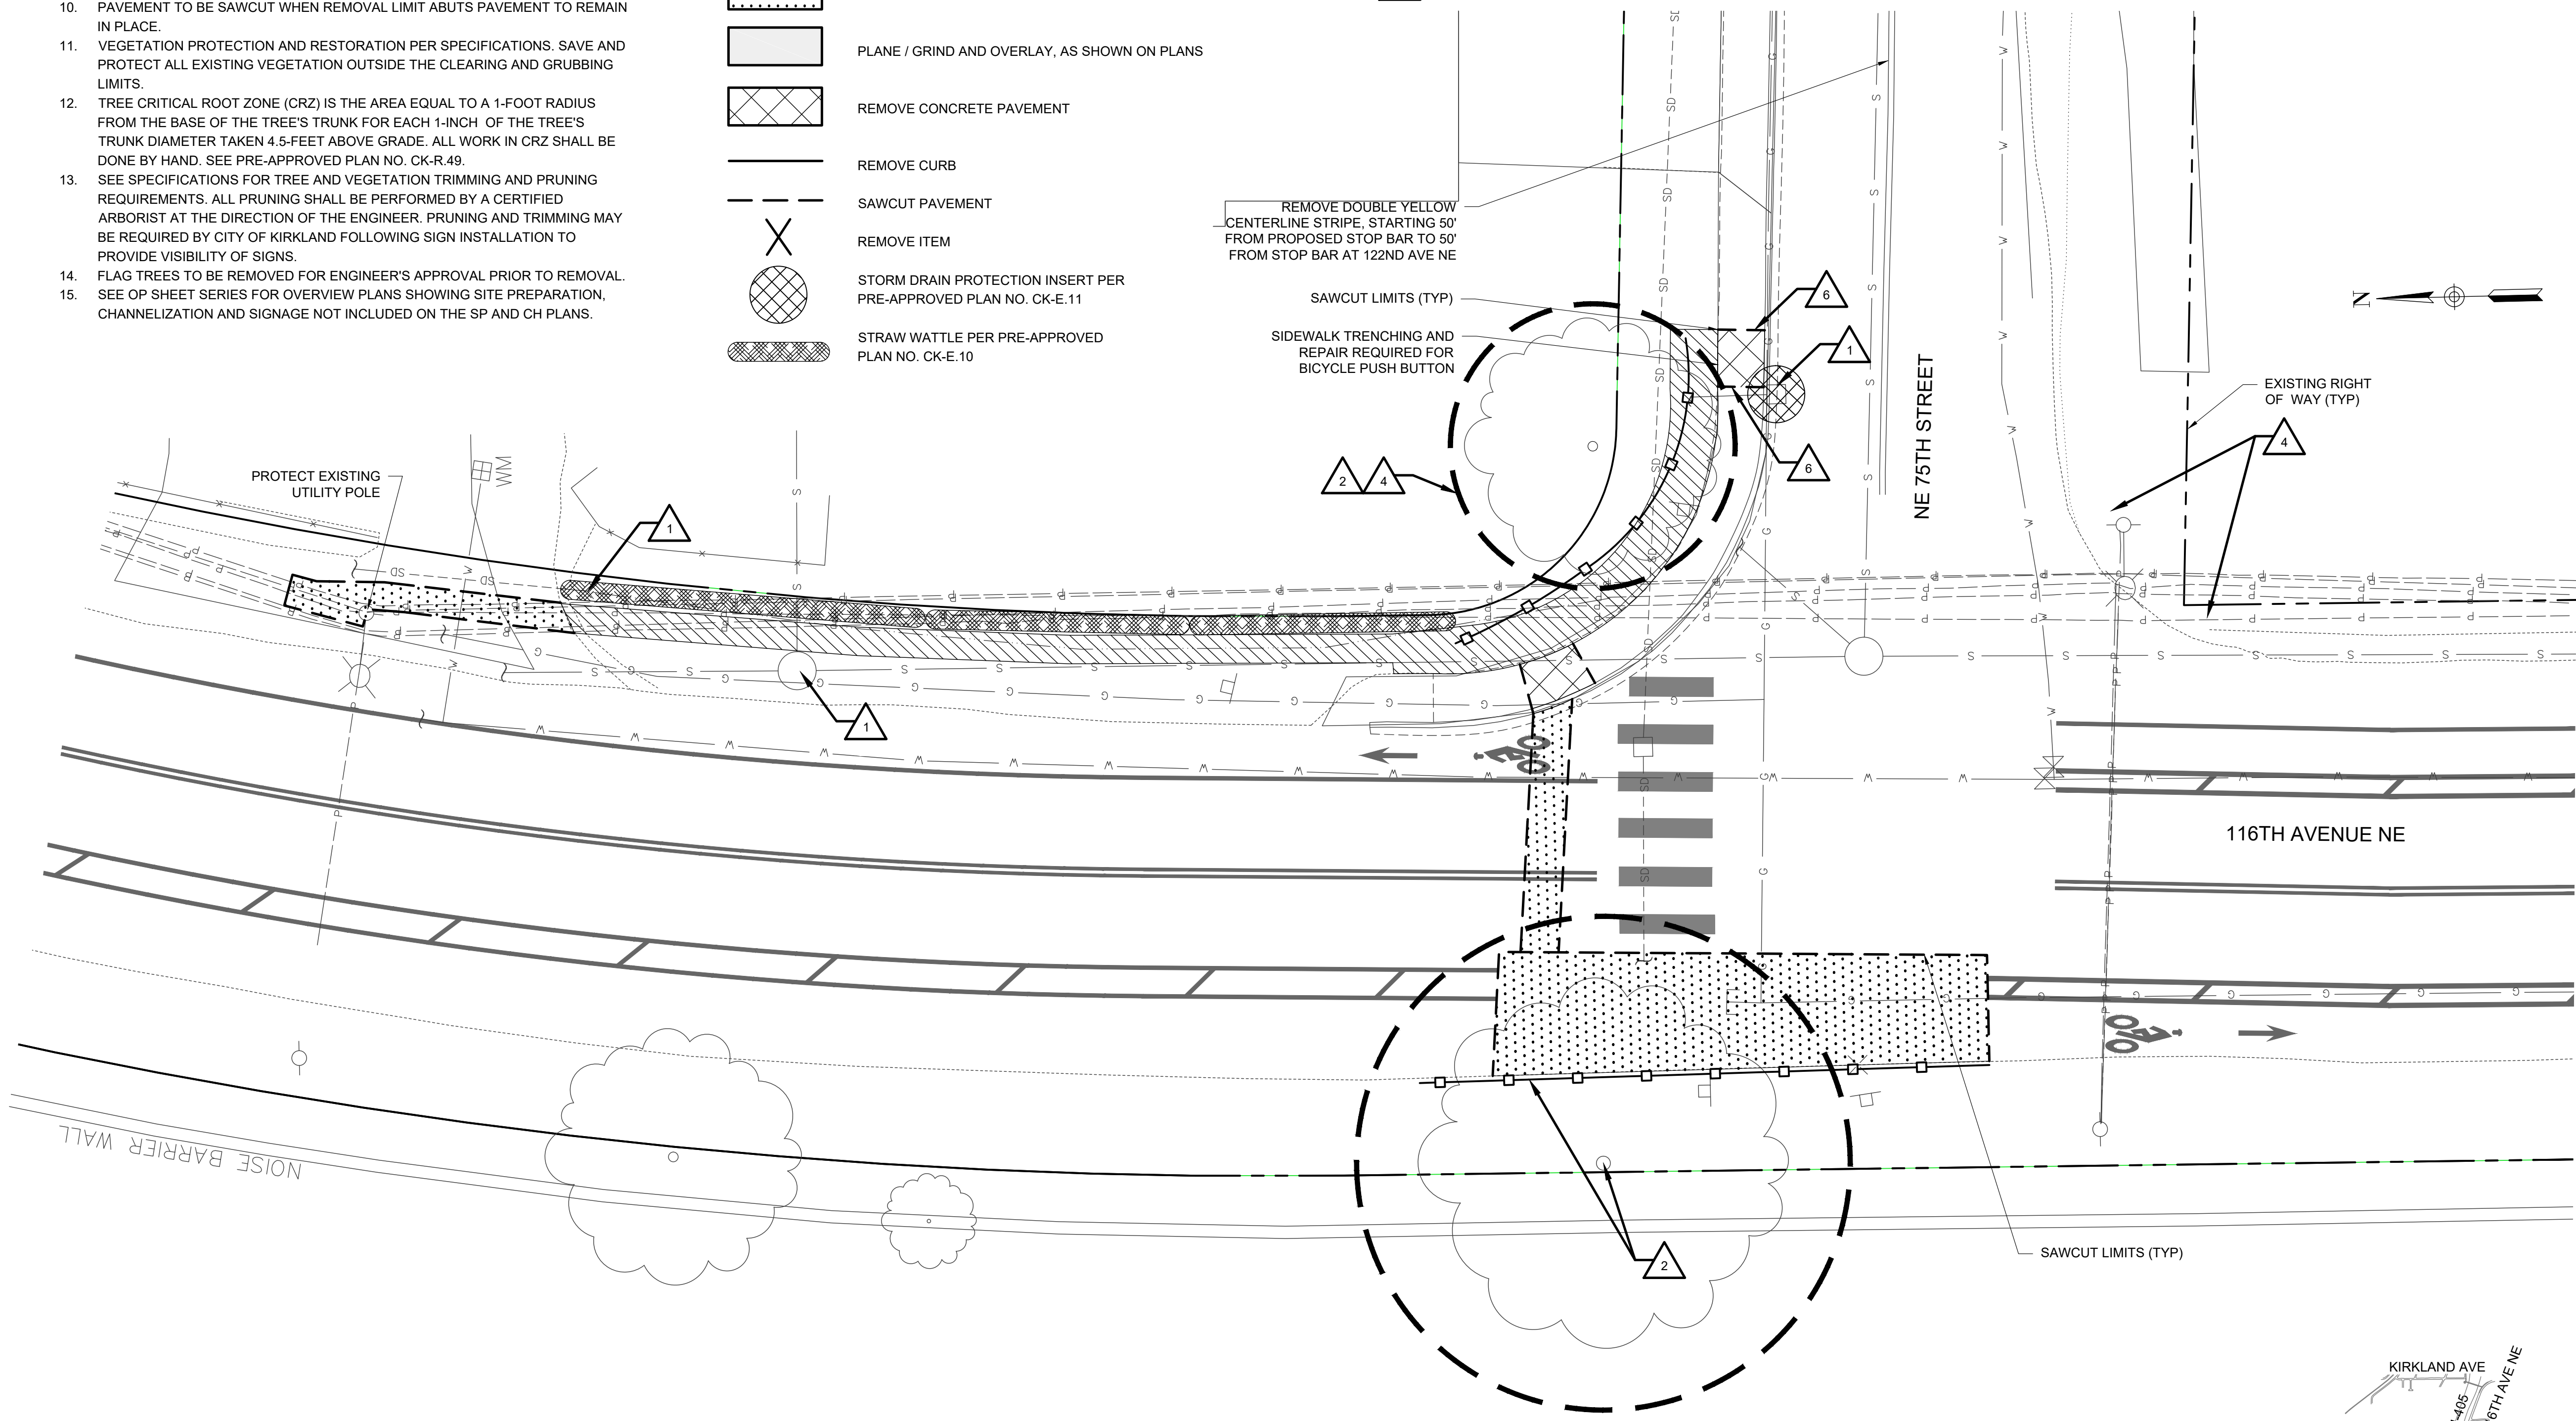 10. PAVEMENT TO BE SAWCUT WHEN REMOVAL LIMIT ABUTS PAVEMENT TO REMAIN
IN PLACE.
11. VEGETATION PROTECTION AND RESTORATION PER SPECIFICATIONS. SAVE AND
PROTECT ALL EXISTING VEGETATION OUTSIDE THE CLEARING AND GRUBBING
LIMITS.
12. TREE CRITICAL ROOT ZONE (CRZ) IS THE AREA EQUAL TO A 1-FOOT RADIUS
FROM THE BASE OF THE TREE'S TRUNK FOR EACH 1-INCH OF THE TREE'S
TRUNK DIAMETER TAKEN 4.5-FEET ABOVE GRADE. ALL WORK IN CRZ SHALL BE
DONE BY HAND. SEE PRE-APPROVED PLAN NO. CK-R.49.
13. SEE SPECIFICATIONS FOR TREE AND VEGETATION TRIMMING AND PRUNING
REQUIREMENTS. ALL PRUNING SHALL BE PERFORMED BY A CERTIFIED
ARBORIST AT THE DIRECTION OF THE ENGINEER. PRUNING AND TRIMMING MAY
BE REQUIRED BY CITY OF KIRKLAND FOLLOWING SIGN INSTALLATION TO
PROVIDE VISIBILITY OF SIGNS.
14. FLAG TREES TO BE REMOVED FOR ENGINEER'S APPROVAL PRIOR TO REMOVAL.
15. SEE OP SHEET SERIES FOR OVERVIEW PLANS SHOWING SITE PREPARATION,
CHANNELIZATION AND SIGNAGE NOT INCLUDED ON THE SP AND CH PLANS.
PLANE / GRIND AND OVERLAY, AS SHOWN ON PLANS
REMOVE CONCRETE PAVEMENT
REMOVE CURB
SAWCUT PAVEMENT
REMOVE ITEM
STORM DRAIN PROTECTION INSERT PER
PRE-APPROVED PLAN NO. CK-E.11
STRAW WATTLE PER PRE-APPROVED
PLAN NO. CK-E.10
REMOVE DOUBLE YELLOW
CENTERLINE STRIPE, STARTING 50'
FROM PROPOSED STOP BAR TO 50'
FROM STOP BAR AT 122ND AVE NE
SAWCUT LIMITS (TYP)
SIDEWALK TRENCHING AND
REPAIR REQUIRED FOR
BICYCLE PUSH BUTTON
6
1
6
2 4
NE 75TH STREET
N
EXISTING RIGHT
OF WAY (TYP)
4
PROTECT EXISTING
UTILITY POLE
WM
1
1
116TH AVENUE NE
NOISE BARRIER WALL
2
SAWCUT LIMITS (TYP)
KIRKLAND AVE